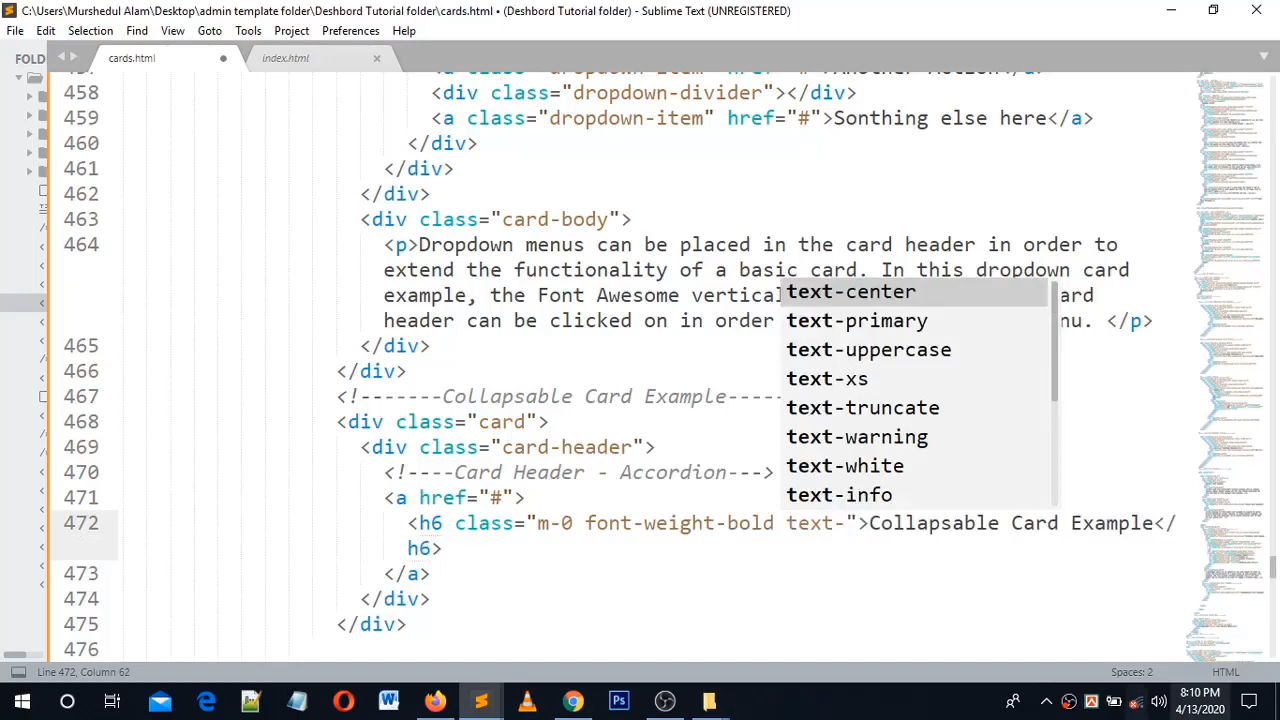 C:\Users\Murshedul Alam\Desktop\admin template folder\Deshbord Tutorial folder\cards.html • (Deshbord Tutorial folder) - Sublime Text (UNREGISTERED)
File Edit Selection Find View Goto Tools Project Preferences Help
FOLD
cards.html
index.html
457 <a class="dropdown-item" href="#">Another Action</a>
458 <div class="dropdown-divider"></div>
459 <a class="dropdown-item" href="#">Sonthing else here</a>
460 </div>
461 </div>
462 </div>
463 <div class="card-body">
464 <p>Dropdown menus can be placed in the card header in order to
extend the functionality of a basic card. In this dropdown card
example, the Font Awesome vertica
header can be clicked on in order
ard
u. </p
text-center
text-primary
text-uppercase
text-xs
text-truncate
text-warning
text-white
text-info
465 </div>
466 </div>
467 <!------Collapsable Card Example-----
468 <div class="card">
469 <div class="card-header">
470 <!----Card Header - Accordion--->
471 <a href="#">
472 <h6 class="m-0 font-weight-bold text-">Collapsable Card Example</
h6>
473 </a>
474 </div>
475 </div>
476
Line 472, Column 62
Spaces: 2
HTML
8:10 PM
4/13/2020